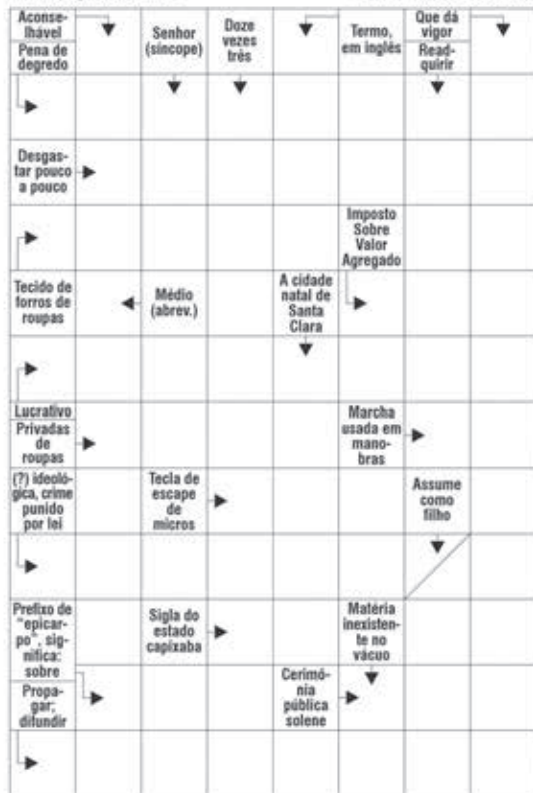 Aconse-
lhável
Pena de
degredo
Senhor
(síncope)
Doze
vezes
três
Termo,
em inglês
Que dá
vigor
Read-
quirir
Desgas-
tar pouco
a pouco
Imposto
Sobre
Valor
Agregado
Tecido de
forros de
roupas
Médio
(abrev.)
A cidade
natal de
Santa
Clara
Lucrativo
Privadas
de
roupas
Marcha
usada em
mano-
bras
(?) ideoló-
gica, crime
punido
por lei
Tecla de
escape
de
micros
Assume
como
filho
Prefixo de
"epicar-
po", sig-
nifica:
sobre
Sigla do
estado
capixaba
Matéria
inexisten-
te no
vácuo
Propa-
gar;
difundir
Cerimô-
nia
pública
solene